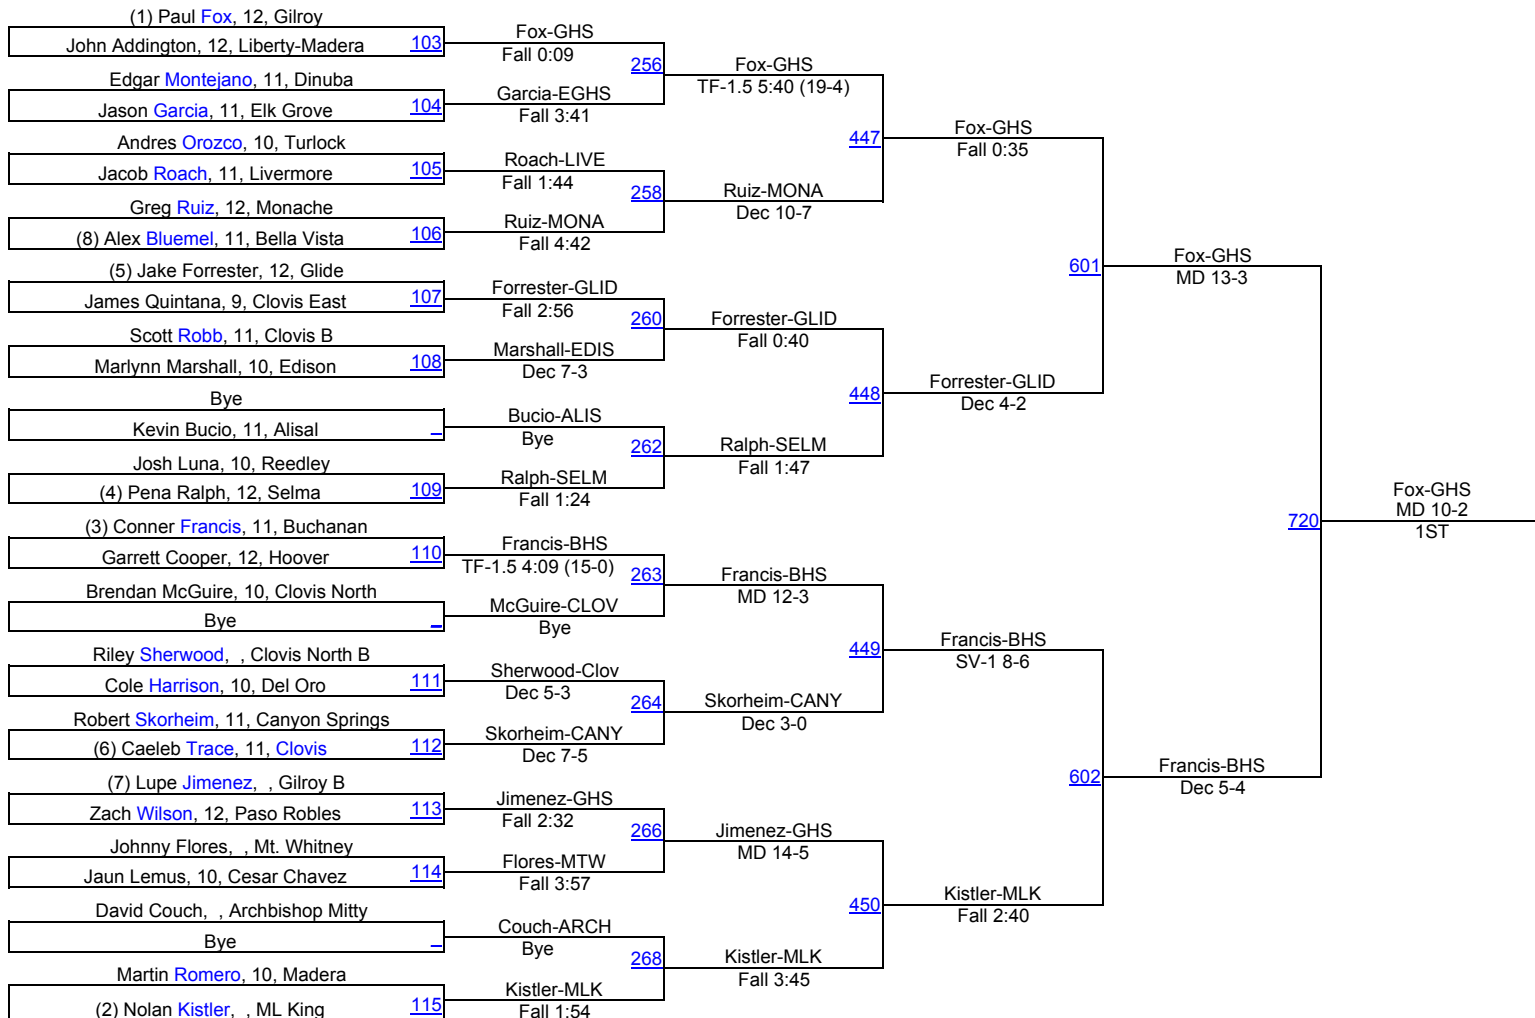 (1) Paul Fox, 12, Gilroy
John Addington, 12, Liberty-Madera 103
Edgar Montejano, 11, Dinuba
Jason Garcia, 11, Elk Grove 104
Andres Orozco, 10, Turlock
Jacob Roach, 11, Livermore 105
Greg Ruiz, 12, Monache
(8) Alex Bluemel, 11, Bella Vista 106
(5) Jake Forrester, 12, Glide
James Quintana, 9, Clovis East 107
Scott Robb, 11, Clovis B
Marlynn Marshall, 10, Edison 108
Bye
Kevin Bucio, 11, Alisal _
Josh Luna, 10, Reedley
(4) Pena Ralph, 12, Selma 109
(3) Conner Francis, 11, Buchanan
Garrett Cooper, 12, Hoover 110
Brendan McGuire, 10, Clovis North
Bye _
Riley Sherwood, , Clovis North B
Cole Harrison, 10, Del Oro 111
Robert Skorheim, 11, Canyon Springs
(6) Caeleb Trace, 11, Clovis 112
(7) Lupe Jimenez, , Gilroy B
Zach Wilson, 12, Paso Robles 113
Johnny Flores, , Mt. Whitney
Jaun Lemus, 10, Cesar Chavez 114
David Couch, , Archbishop Mitty
Bye _
Martin Romero, 10, Madera
(2) Nolan Kistler, , ML King 115
Fox-GHS
Fall 0:09
256
Garcia-EGHS
Fall 3:41
Roach-LIVE
Fall 1:44
258
Ruiz-MONA
Fall 4:42
Forrester-GLID
Fall 2:56
260
Marshall-EDIS
Dec 7-3
Bucio-ALIS
Bye
262
Ralph-SELM
Fall 1:24
Francis-BHS
TF-1.5 4:09 (15-0)
263
McGuire-CLOV
Bye
Sherwood-Clov
Dec 5-3
264
Skorheim-CANY
Dec 7-5
Jimenez-GHS
Fall 2:32
266
Flores-MTW
Fall 3:57
Couch-ARCH
Bye
268
Kistler-MLK
Fall 1:54
Fox-GHS
TF-1.5 5:40 (19-4)
447
Ruiz-MONA
Dec 10-7
Forrester-GLID
Fall 0:40
448
Ralph-SELM
Fall 1:47
Francis-BHS
MD 12-3
449
Skorheim-CANY
Dec 3-0
Jimenez-GHS
MD 14-5
450
Kistler-MLK
Fall 3:45
Fox-GHS
Fall 0:35
601
Forrester-GLID
Dec 4-2
Francis-BHS
SV-1 8-6
602
Kistler-MLK
Fall 2:40
Fox-GHS
MD 13-3
720
Francis-BHS
Dec 5-4
Fox-GHS
MD 10-2
1ST